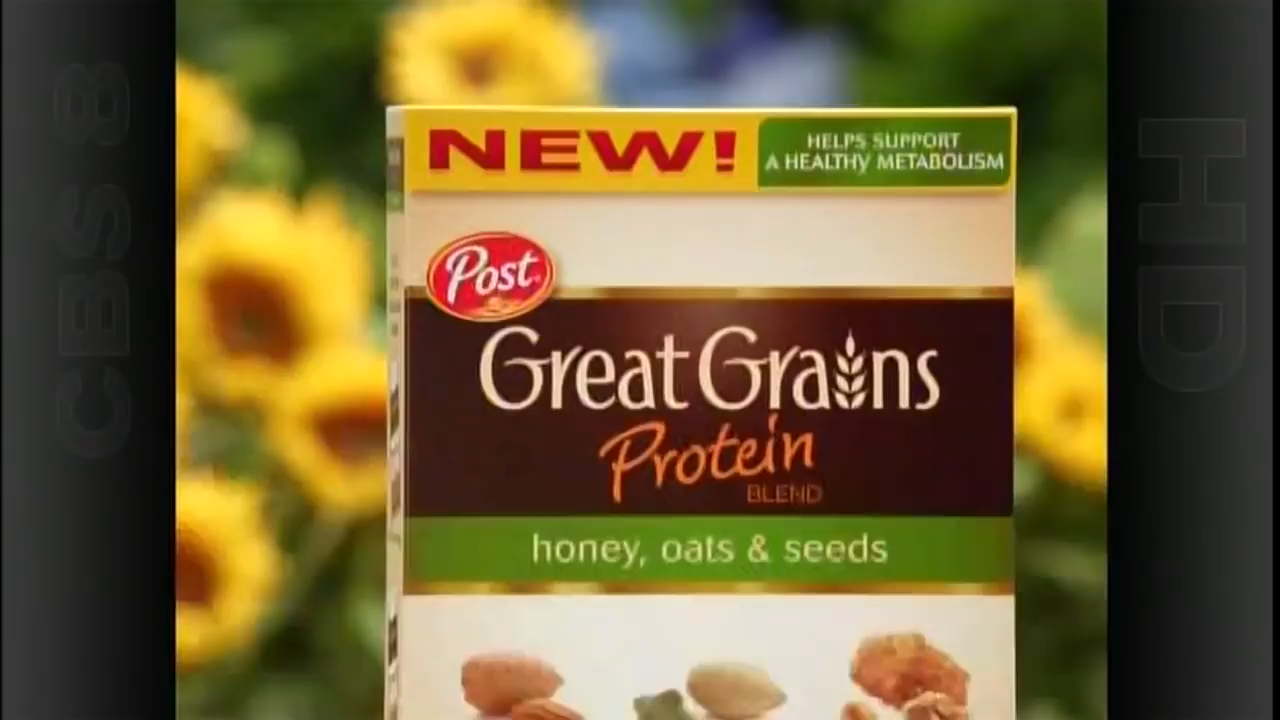 CBS 8
NEW!
HELPS SUPPORT
A HEALTHY METABOLISM
Post
Great Grains
Protein
BLEND
honey, oats & seeds
HD